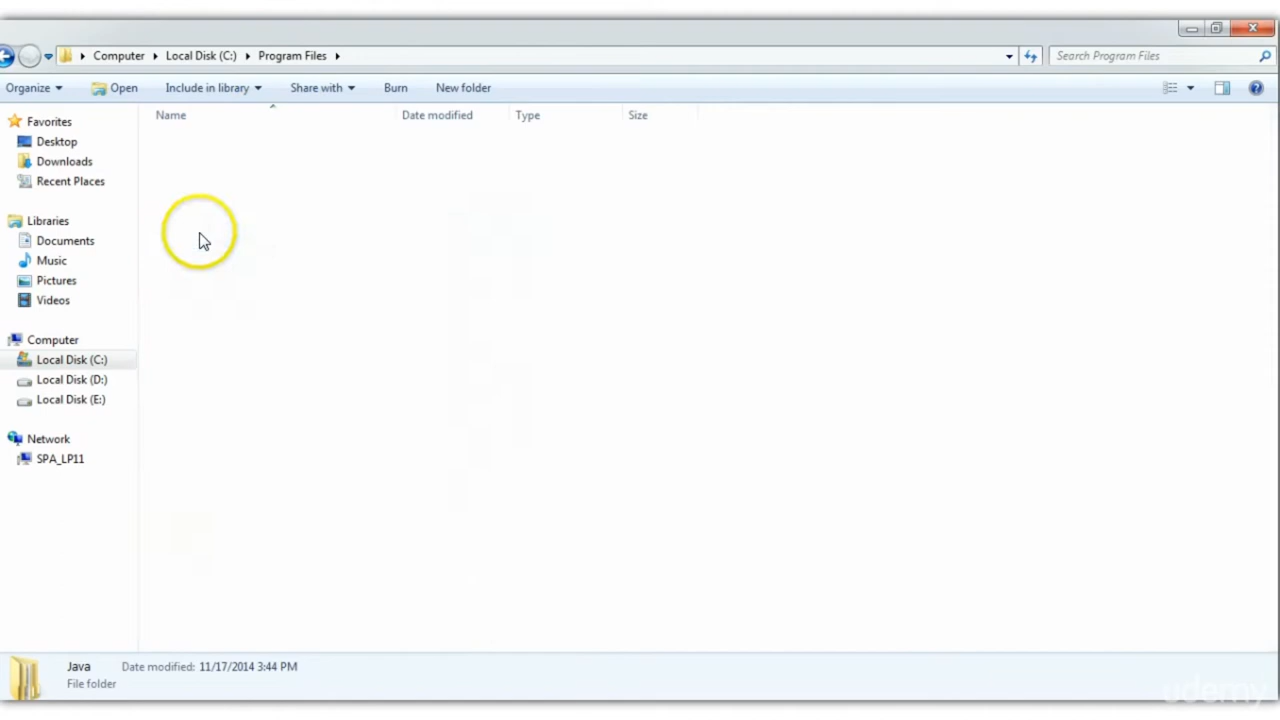 Computer Local Disk (C:) Program Files Search Program Files
Organize Open Include in library Share with Burn New folder
Name Date modified Type Size
Favorites
Desktop
Downloads
Recent Places
Libraries
Documents
Music
Pictures
Videos
Computer
Local Disk (C:)
Local Disk (D:)
Local Disk (E:)
Network
SPA_LP11
Java Date modified: 11/17/2014 3:44 PM
File folder
udemy